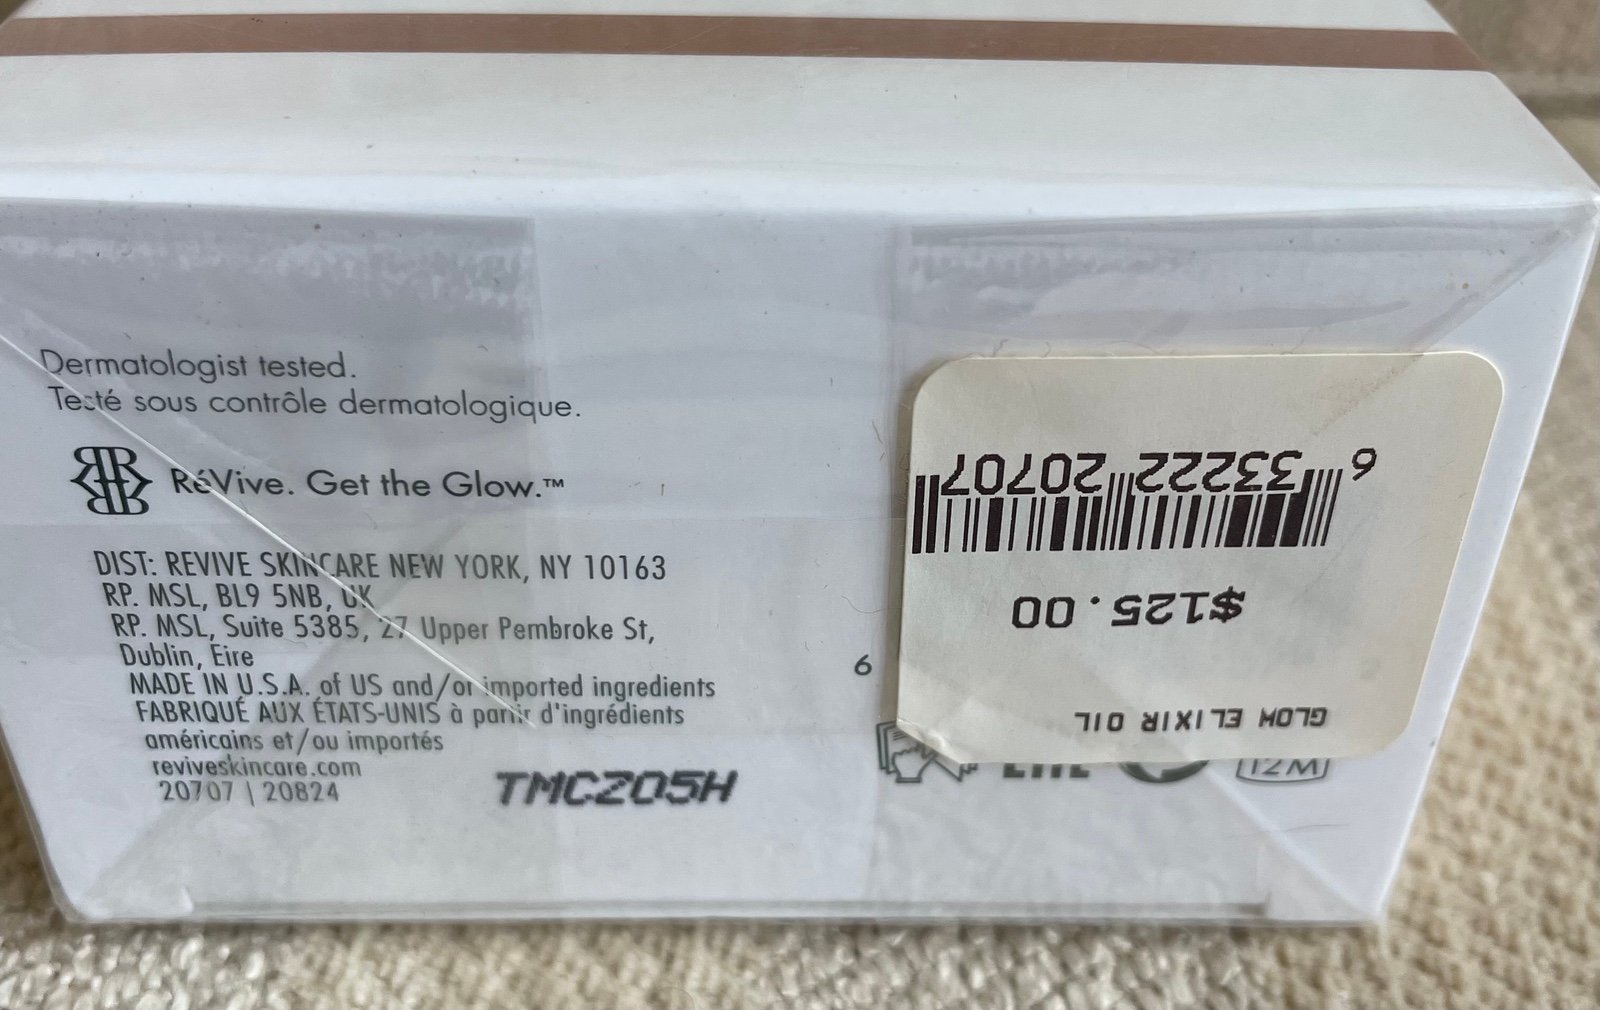 Dermatologist tested.
Testé sous contrôle dermatologique.
RéVive. Get the Glow.™
DIST: REVIVE SKINCARE NEW YORK, NY 10163
RP. MSL, BL9 5NB, UK
RP. MSL, Suite 5385, 27 Upper Pembroke St,
Dublin, Eire
MADE IN U.S.A. of US and/or imported ingredients
FABRIQUÉ AUX ÉTATS-UNIS à partir d'ingrédients
américains et/ou importés
reviveskincare.com
20707 | 20824
TMCZ05H
6
GLOW ELIXIR OIL
$125.00
6 33222 20707
12M